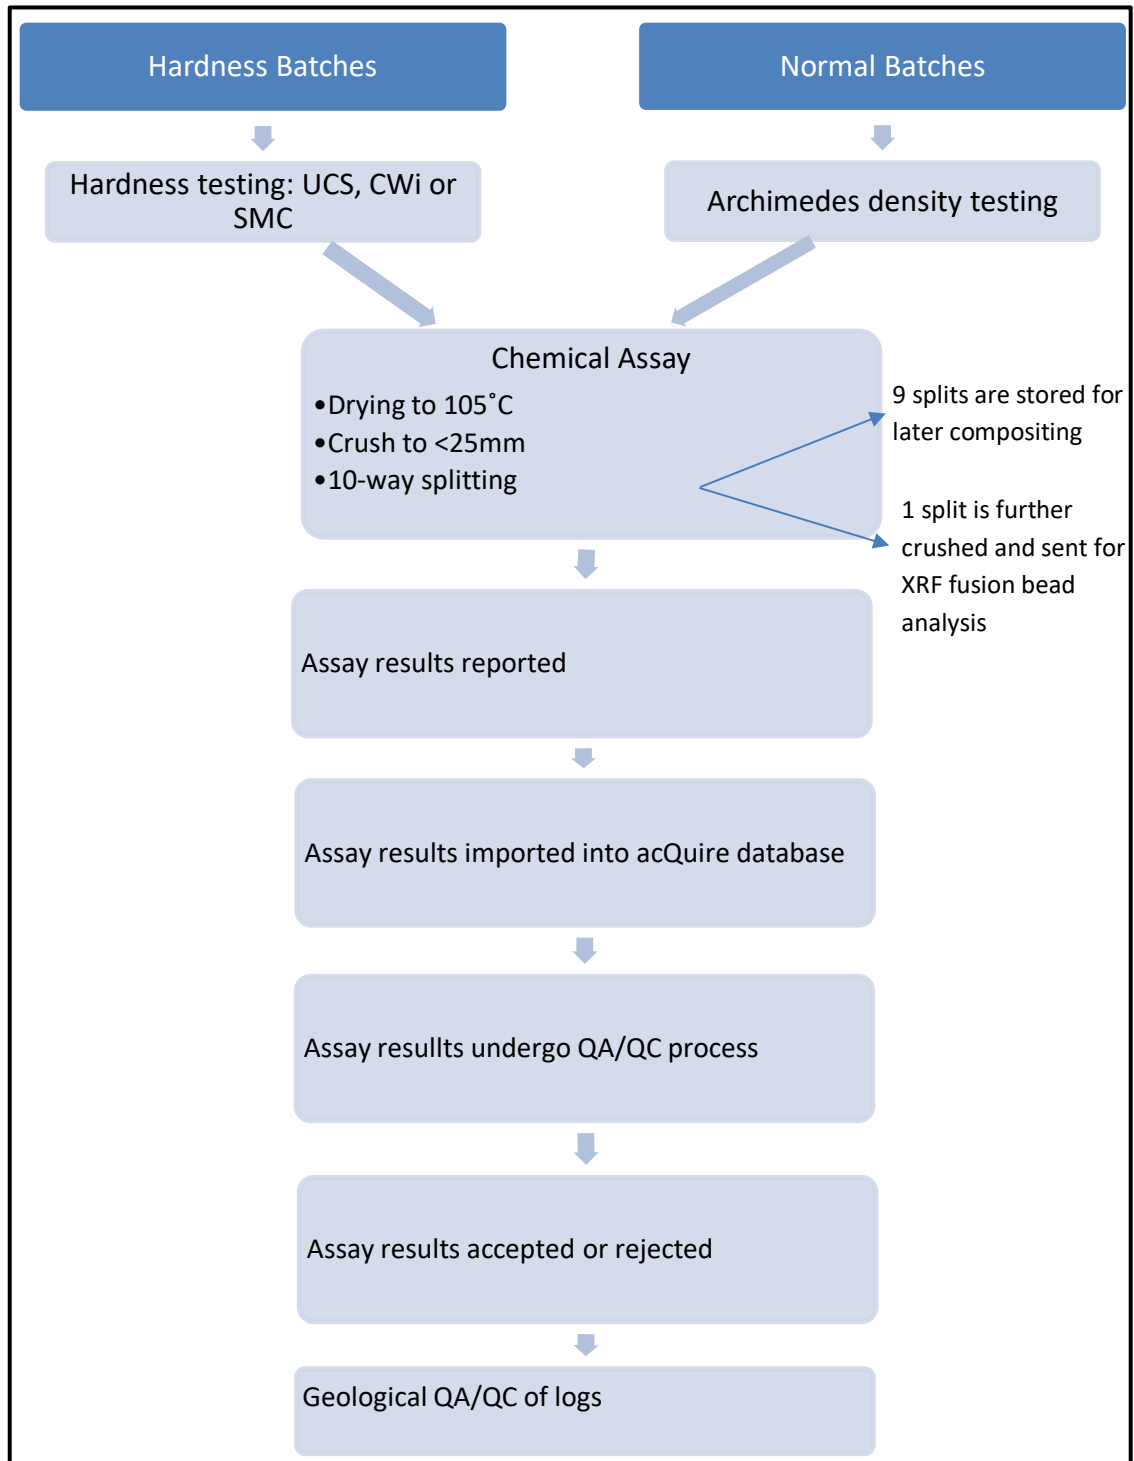 Hardness Batches
Normal Batches
Hardness testing: UCS, CWi or
SMC
Archimedes density testing
Chemical Assay
•Drying to 105˚C
•Crush to <25mm
•10-way splitting
9 splits are stored for
later compositing
1 split is further
crushed and sent for
XRF fusion bead
analysis
Assay results reported
Assay results imported into acQuire database
Assay resullts undergo QA/QC process
Assay results accepted or rejected
Geological QA/QC of logs